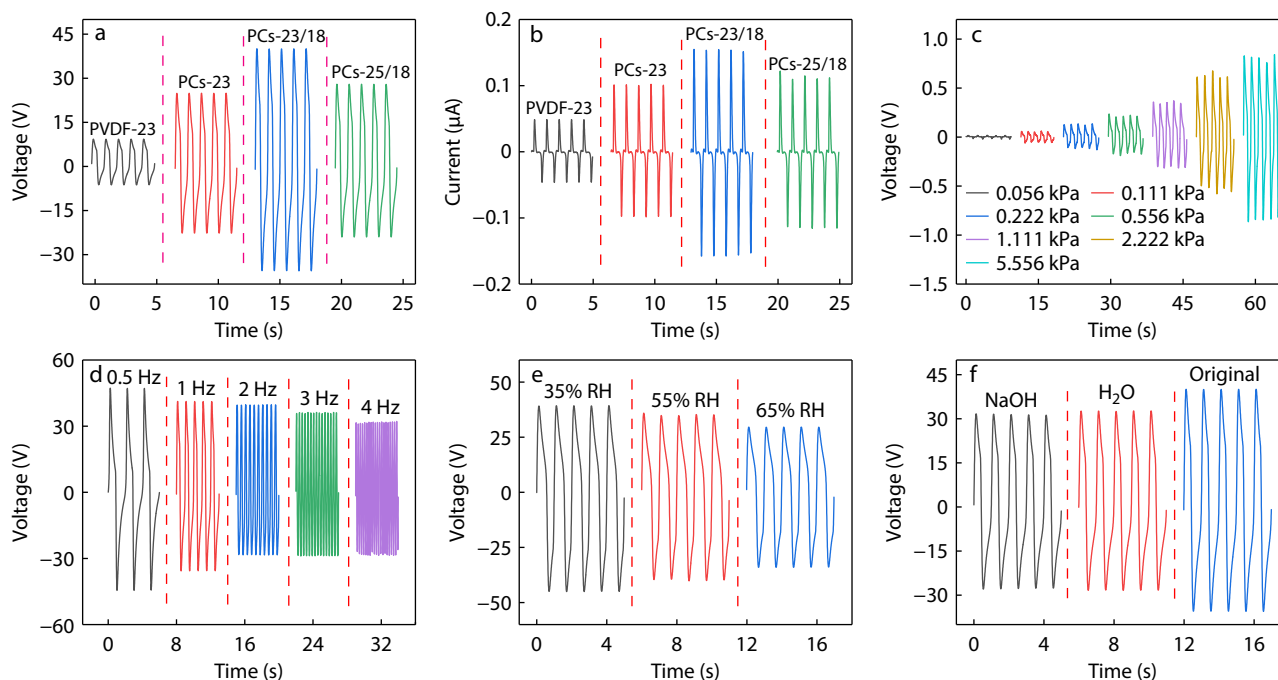 a
PVDF-23
PCs-23
PCs-23/18
PCs-25/18
45
30
15
0
−15
−30
Voltage (V)
0 5 10 15 20 25
Time (s)
b
PVDF-23
PCs-23
PCs-23/18
PCs-25/18
0.2
0.1
0
−0.1
0.2
Current (μA)
0 5 10 15 20 25
Time (s)
c
1.0
0.5
0
−0.5
−1.0
−1.5
Voltage (V)
0.056 kPa 0.111 kPa
0.222 kPa 0.556 kPa
1.111 kPa 2.222 kPa
5.556 kPa
0 15 30 45 60
Time (s)
d
0.5 Hz
1 Hz
2 Hz
3 Hz
4 Hz
60
30
0
−30
−60
Voltage (V)
0 8 16 24 32
Time (s)
e
35% RH
55% RH
65% RH
50
25
0
−25
−50
Voltage (V)
0 4 8 12 16
Time (s)
f
NaOH
H₂O
Original
45
30
15
0
−15
−30
Voltage (V)
0 4 8 12 16
Time (s)